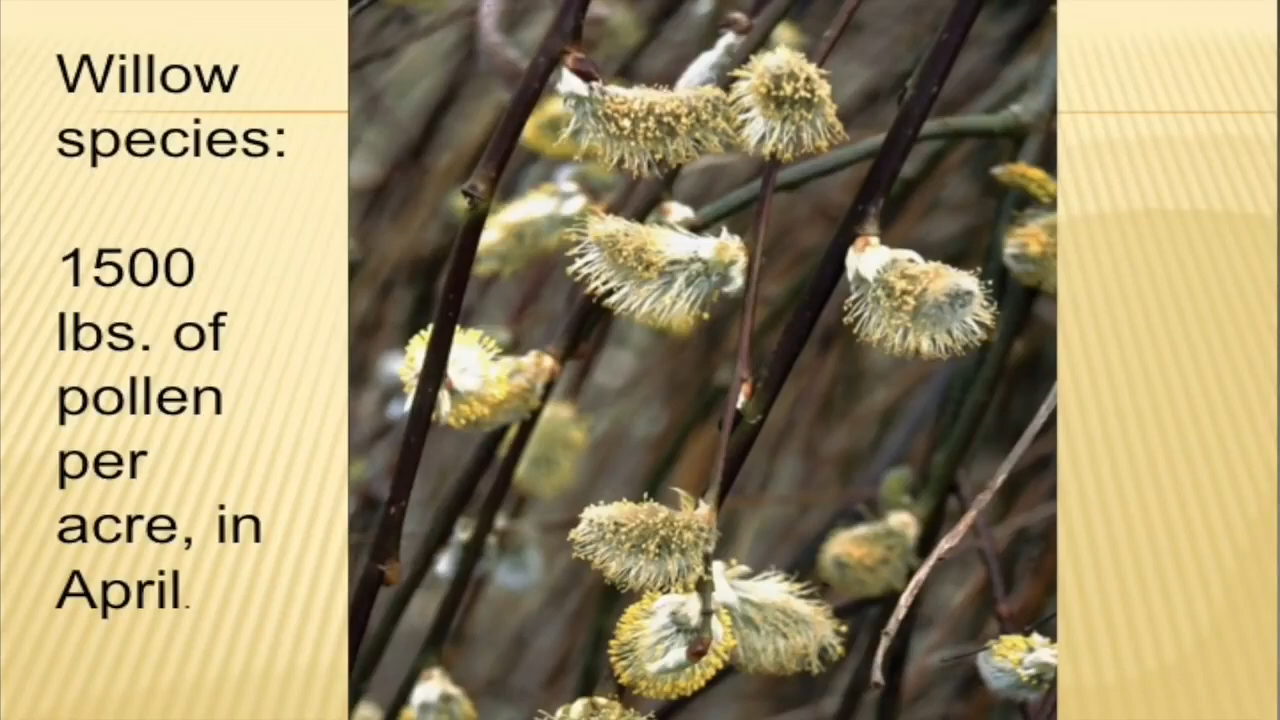 Willow
species:
1500
lbs. of
pollen
per
acre, in
April.